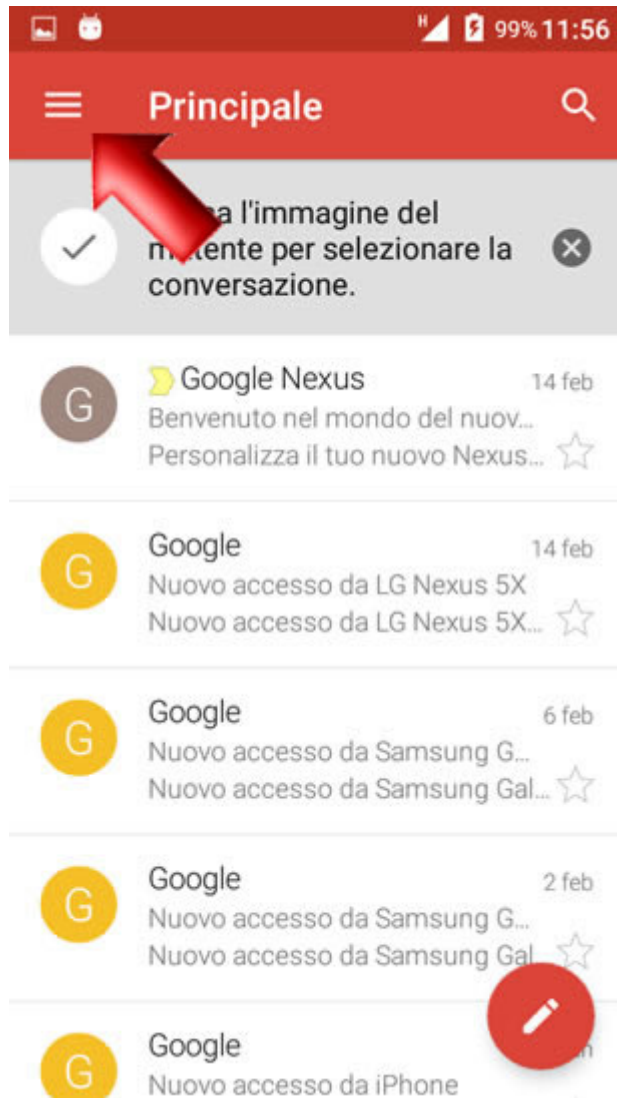 H 99% 11:56
Principale
l'immagine del
per selezionare la
conversazione.
G Google Nexus 14 feb
Benvenuto nel mondo del nuov...
Personalizza il tuo nuovo Nexus...
G Google 14 feb
Nuovo accesso da LG Nexus 5X
Nuovo accesso da LG Nexus 5X...
G Google 6 feb
Nuovo accesso da Samsung G...
Nuovo accesso da Samsung Gal...
G Google 2 feb
Nuovo accesso da Samsung G...
Nuovo accesso da Samsung Gal
G Google
Nuovo accesso da iPhone